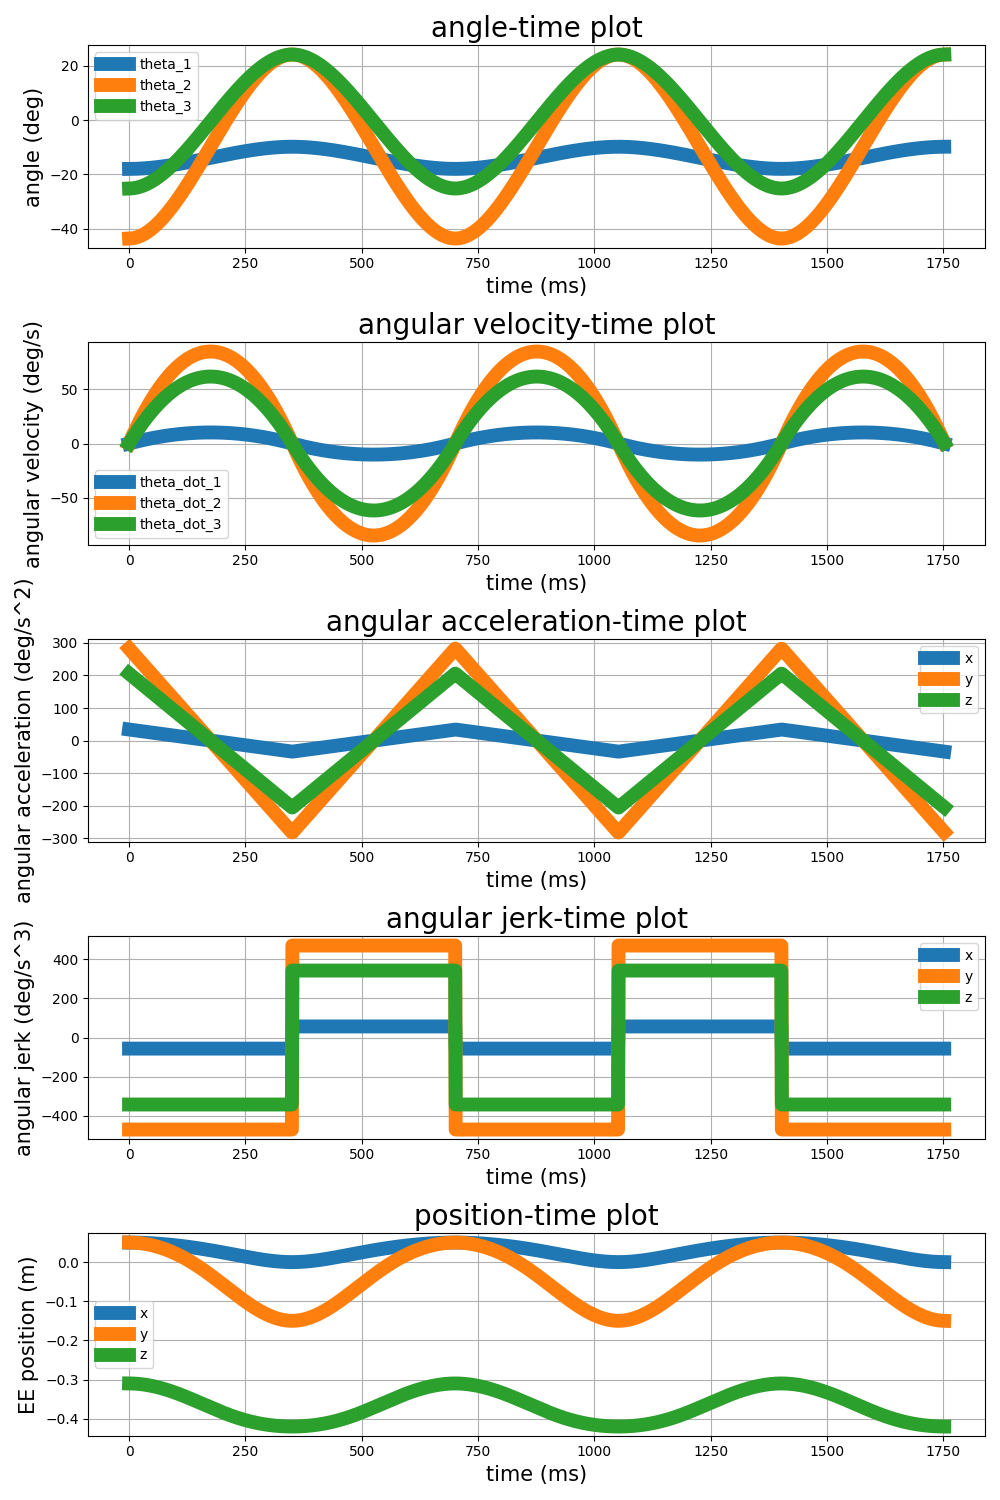 angle-time plot
angle (deg)
20
0
−20
−40
theta_1
theta_2
theta_3
0 250 500 750 1000 1250 1500 1750
time (ms)
angular velocity-time plot
angular velocity (deg/s)
50
0
−50
theta_dot_1
theta_dot_2
theta_dot_3
0 250 500 750 1000 1250 1500 1750
time (ms)
angular acceleration-time plot
angular acceleration (deg/s^2)
300
200
100
0
−100
−200
−300
x
y
z
0 250 500 750 1000 1250 1500 1750
time (ms)
angular jerk-time plot
angular jerk (deg/s^3)
400
200
0
−200
−400
x
y
z
0 250 500 750 1000 1250 1500 1750
time (ms)
position-time plot
EE position (m)
0.0
−0.1
−0.2
−0.3
−0.4
x
y
z
0 250 500 750 1000 1250 1500 1750
time (ms)